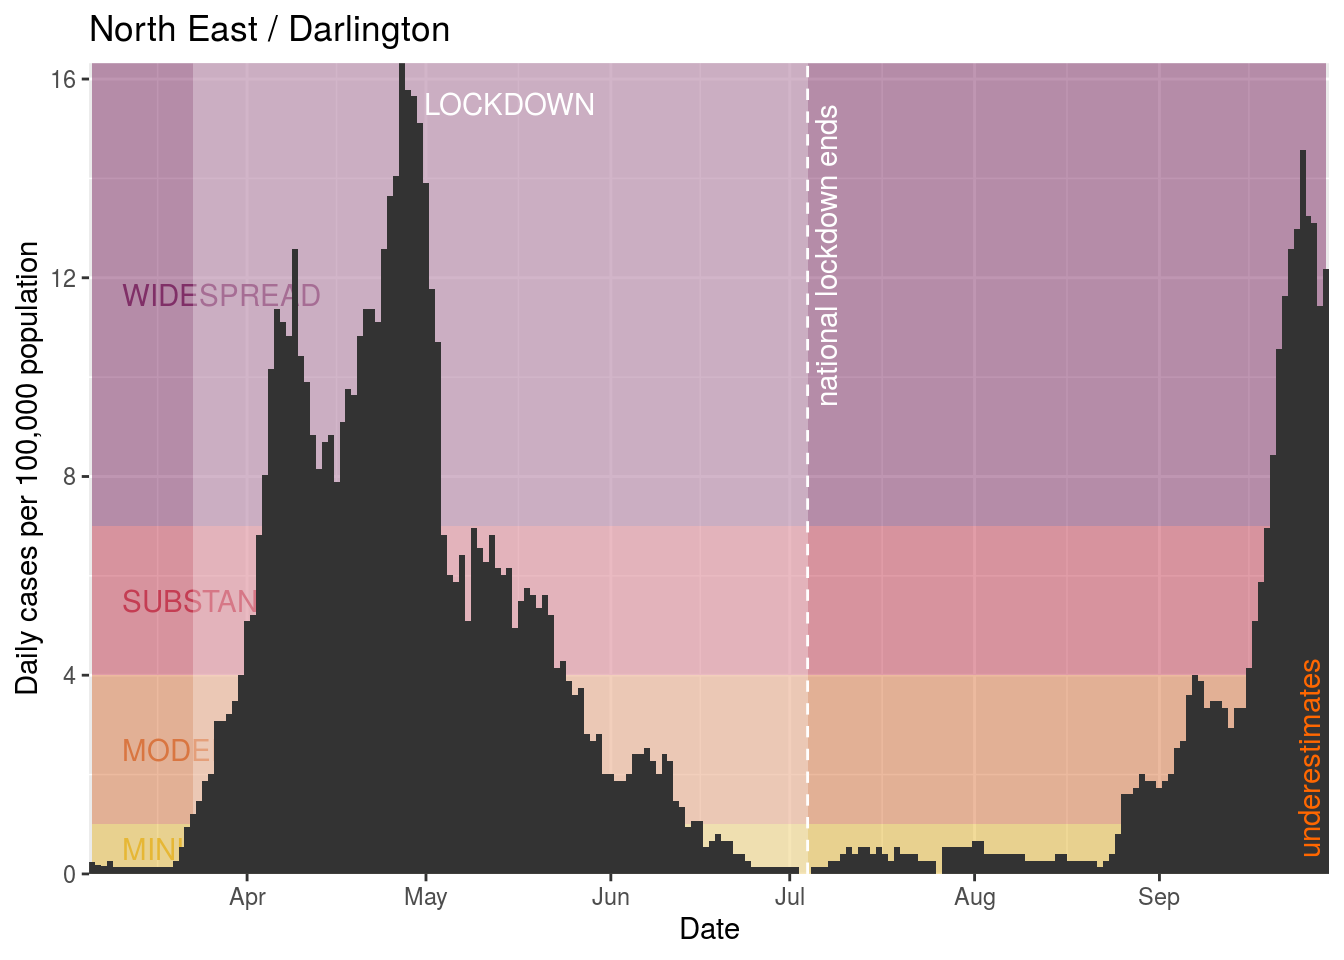 North East / Darlington
Daily cases per 100,000 population
16
12
8
4
0
LOCKDOWN
national lockdown ends
WIDESPREAD
SUBSTAN
MODE
MINI
underestimates
Apr
May
Jun
Jul
Aug
Sep
Date